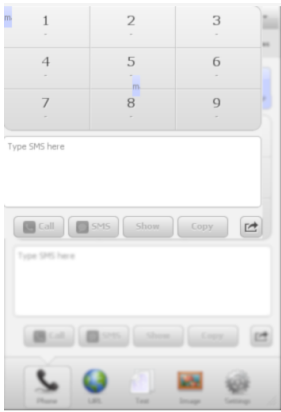 m
1 2 3
- - -
4 5 6
- - -
m
7 8 9
- - -
Type SMS here
Call SMS Show Copy
Type SMS here
Call SMS Show Copy
Phone URL Text Image Settings